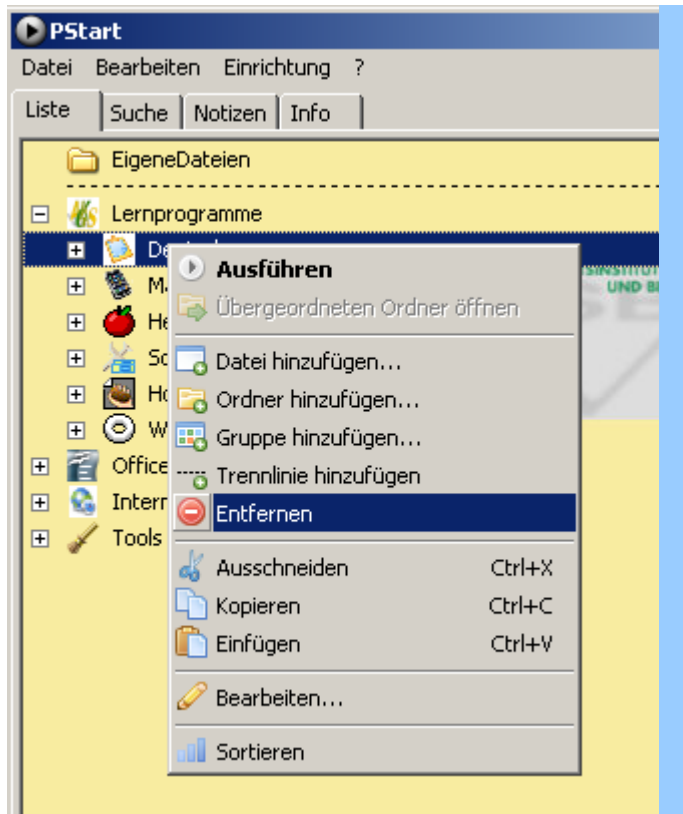 PStart
Datei Bearbeiten Einrichtung ?
Liste Suche Notizen Info
EigeneDateien
Lernprogramme
Office
Tools
Ausführen
Übergeordneten Ordner öffnen
Datei hinzufügen...
Ordner hinzufügen...
Gruppe hinzufügen...
Trennlinie hinzufügen
Entfernen
Ausschneiden Ctrl+X
Kopieren Ctrl+C
Einfügen Ctrl+V
Bearbeiten...
Sortieren